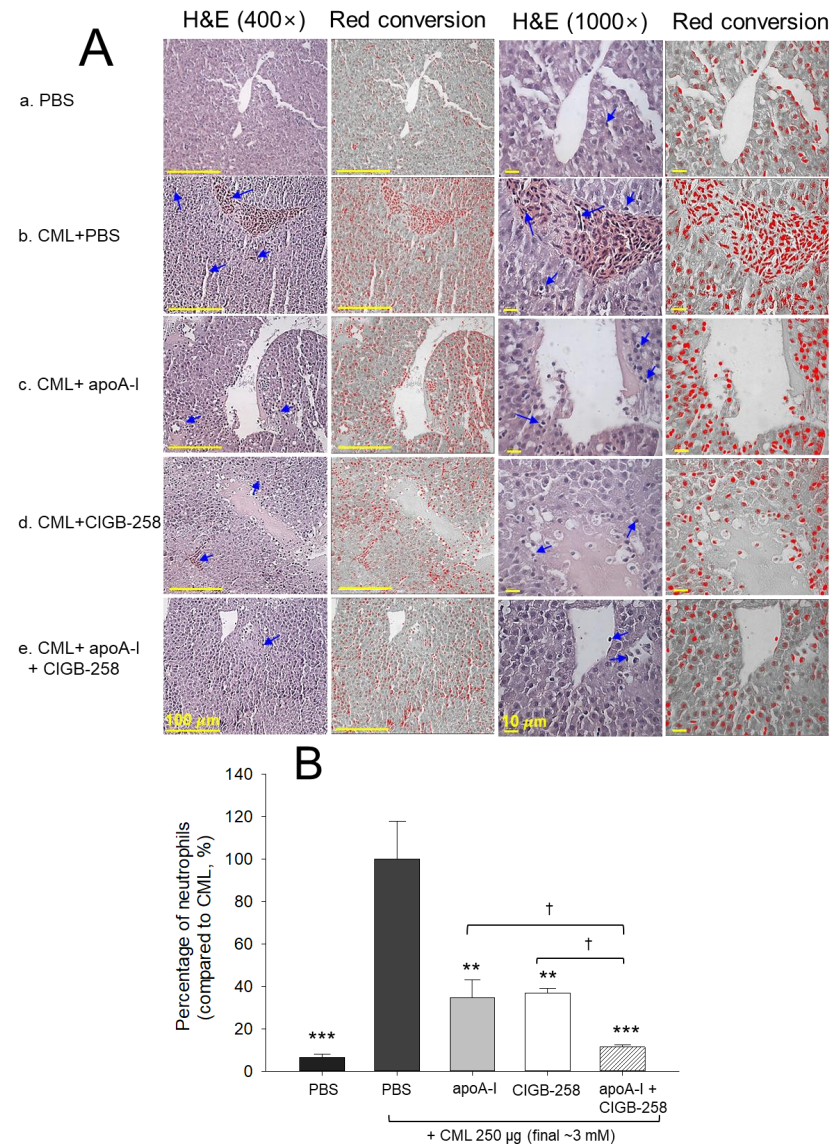 A
H&E (400×) Red conversion H&E (1000×) Red conversion
a. PBS
b. CML+PBS
c. CML+ apoA-I
d. CML+CIGB-258
e. CML+ apoA-I
+ CIGB-258
100 µm
10 µm
B
Percentage of neutrophils
(compared to CML, %)
140
120
100
80
60
40
20
0
†
†
***
**
**
***
PBS PBS apoA-I CIGB-258 apoA-I +
CIGB-258
+ CML 250 µg (final ~3 mM)